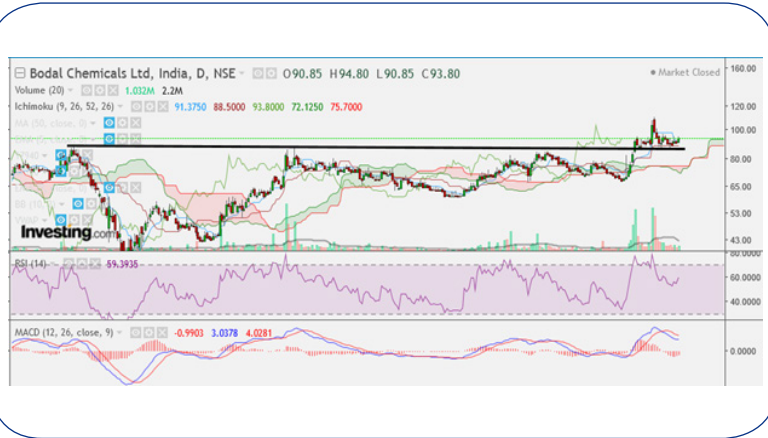 Bodal Chemicals Ltd, India, D, NSE O90.85 H94.80 L90.85 C93.80
Market Closed
Volume (20) 1.032M 2.2M
Ichimoku (9, 26, 52, 26) 91.3750 88.5000 93.8000 72.1250 75.7000
MA (50, close, 0)
VWAP
Investing.com
160.00
120.00
100.00
80.00
65.00
53.00
43.00
RSI (14) 59.3935
80.0000
60.0000
40.0000
MACD (12, 26, close, 9) -0.9903 3.0378 4.0281
0.0000